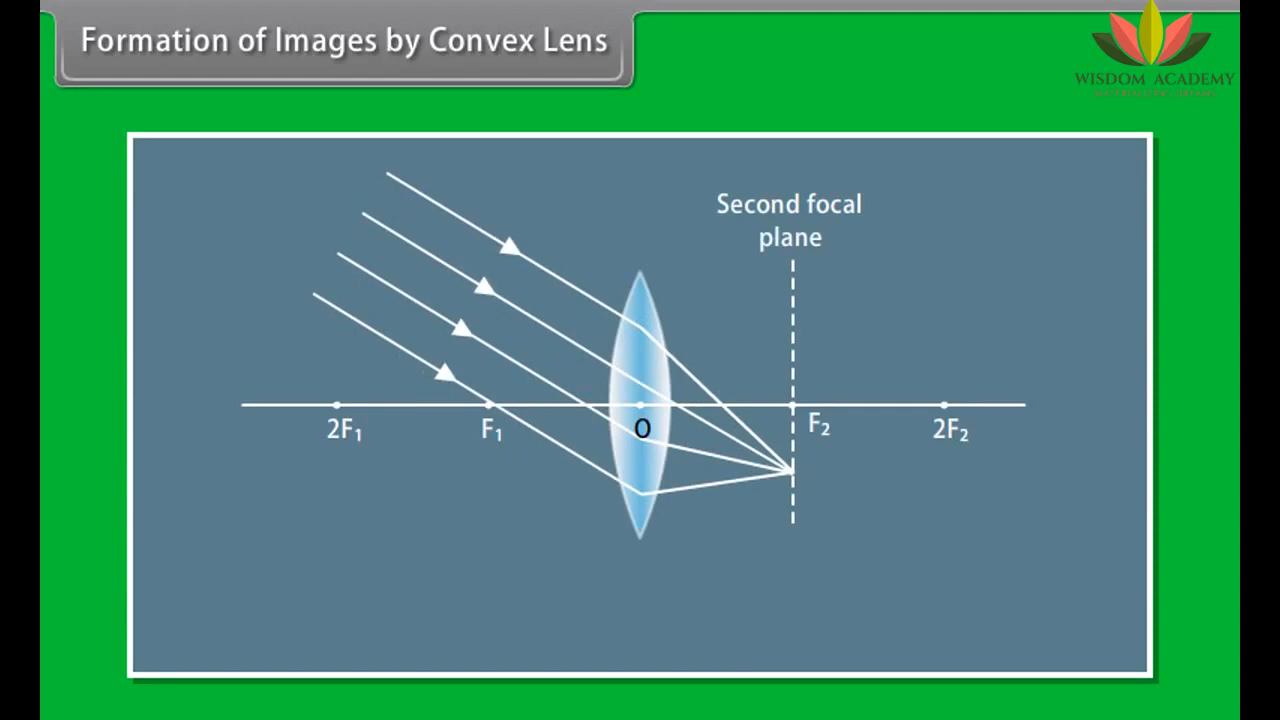 Formation of Images by Convex Lens
WISDOM ACADEMY
Second focal
plane
2F₁
F₁
O
F₂
2F₂